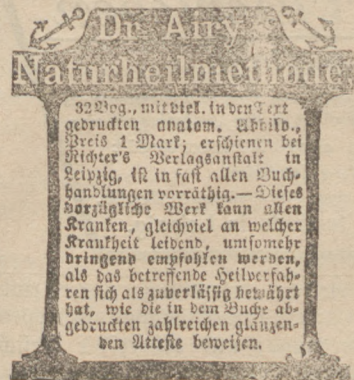 Dr. Airy's
Naturheilmethode
32 Bog., mit viel. in den Text
gedruckten anatom. Abbild.,
Preis 1 Mark; erschienen bei
Richter's Verlagsanstalt in
Leipzig, ist in fast allen Buch-
handlungen vorräthig. — Dieses
vorzügliche Werk kann allen
Kranken, gleichviel an welcher
Krankheit leidend, umsomehr
dringend empfohlen werden,
als das betreffende Heilverfah-
ren sich als zuverlässig bewährt
hat, wie die in dem Buche ab-
gedruckten zahlreichen glänzen-
den Atteste beweisen.